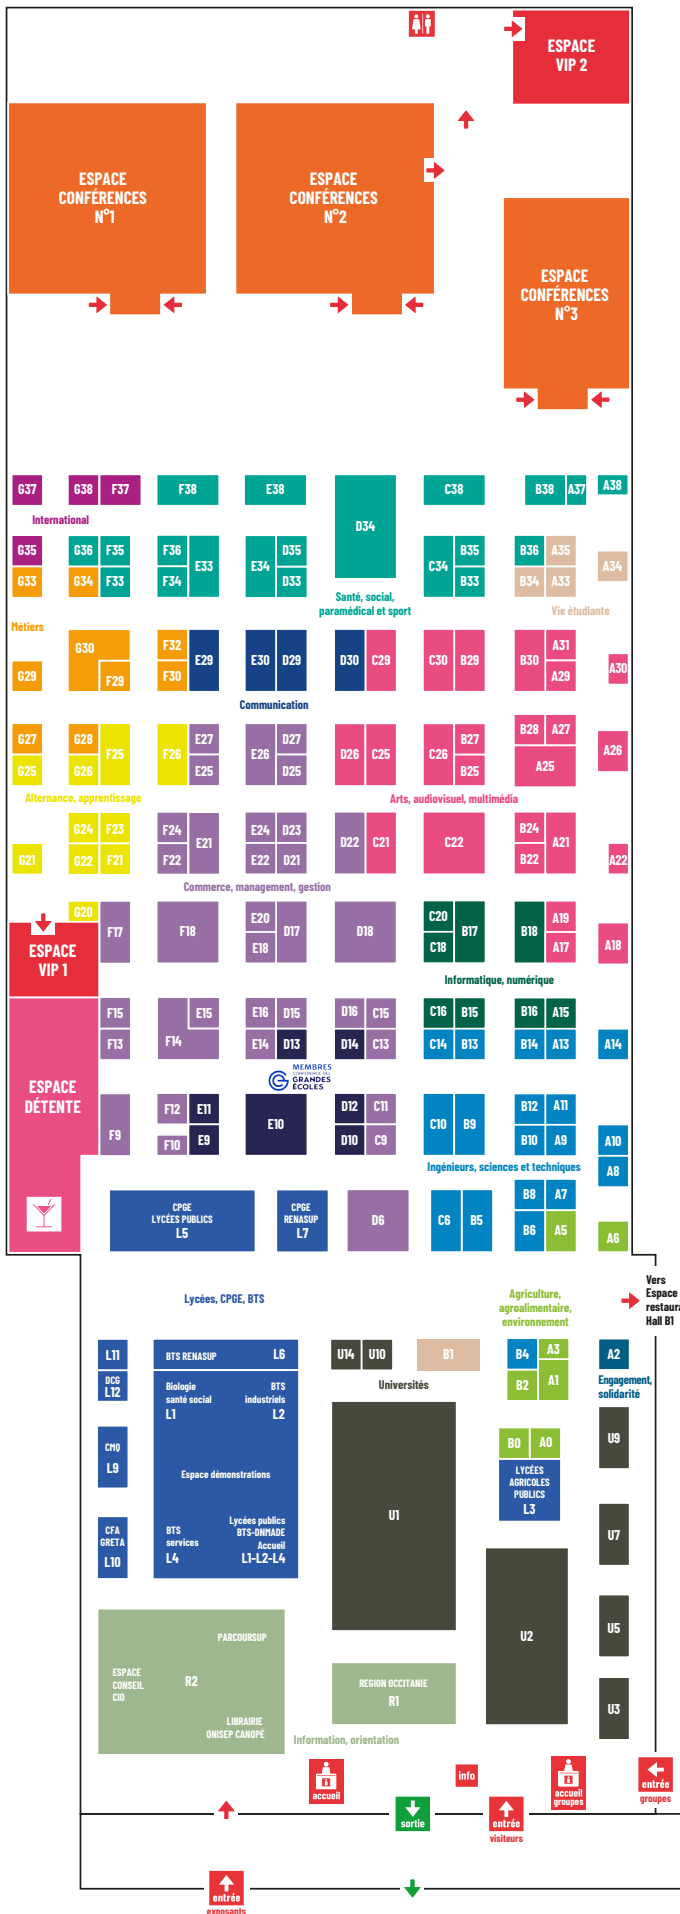 ESPACE
VIP 2
ESPACE
CONFÉRENCES
N°1
ESPACE
CONFÉRENCES
N°2
ESPACE
CONFÉRENCES
N°3
G37
G38
F37
F38
E38
D34
C38
B38
A37
A38
International
G35
G36
F35
F36
E33
E34
D35
C34
B35
B36
A35
A34
G33
G34
F33
F34
D33
B33
B34
A33
Santé, social,
paramédical et sport
Vie étudiante
Métiers
G30
F32
E29
E30
D29
D30
C29
C30
B29
B30
A31
A30
G29
F29
F30
A29
Communication
G27
G28
F25
F26
E27
E26
D27
D26
C25
C26
B27
B28
A27
A26
G25
G26
E25
D25
B25
A25
Alternance, apprentissage
Arts, audiovisuel, multimédia
G24
F23
F24
E21
E24
D23
D22
C21
C22
B24
A21
G21
G22
F21
F22
E22
D21
B22
A22
Commerce, management, gestion
G20
F17
F18
E20
D17
D18
C20
B17
B18
A19
A18
E18
C18
A17
ESPACE
VIP 1
Informatique, numérique
F15
E15
E16
D15
D16
C15
C16
B15
B16
A15
F13
F14
E14
D13
D14
C13
C14
B13
B14
A13
A14
ESPACE
DÉTENTE
MEMBRES
CONFÉRENCE DES
GRANDES
ÉCOLES
F9
F12
E11
E10
D12
C11
C10
B9
B12
A11
F10
E9
D10
C9
B10
A9
A10
Ingénieurs, sciences et techniques
A8
CPGE
LYCÉES PUBLICS
L5
CPGE
RENASUP
L7
D6
C6
B5
B8
A7
B6
A5
A6
Vers
Espace
restaura
Hall B1
Lycées, CPGE, BTS
Agriculture,
agroalimentaire,
environnement
L11
BTS RENASUP
L6
U14
U10
B1
B4
A3
A2
DCG
L12
Biologie
santé social
L1
BTS
industriels
L2
Universités
B2
A1
Engagement,
solidarité
CMQ
L9
Espace démonstrations
U1
B0
A0
U9
LYCÉES
AGRICOLES
PUBLICS
L3
CFA
GRETA
L10
BTS
services
L4
Lycées publics
BTS-DNMADE
Accueil
L1-L2-L4
U7
U2
U5
PARCOURSUP
ESPACE
CONSEIL
CIO
R2
REGION OCCITANIE
R1
U3
LIBRAIRIE
ONISEP CANOPÉ
Information, orientation
accueil
info
accueil
groupes
entrée
groupes
sortie
entrée
visiteurs
entrée
exposants